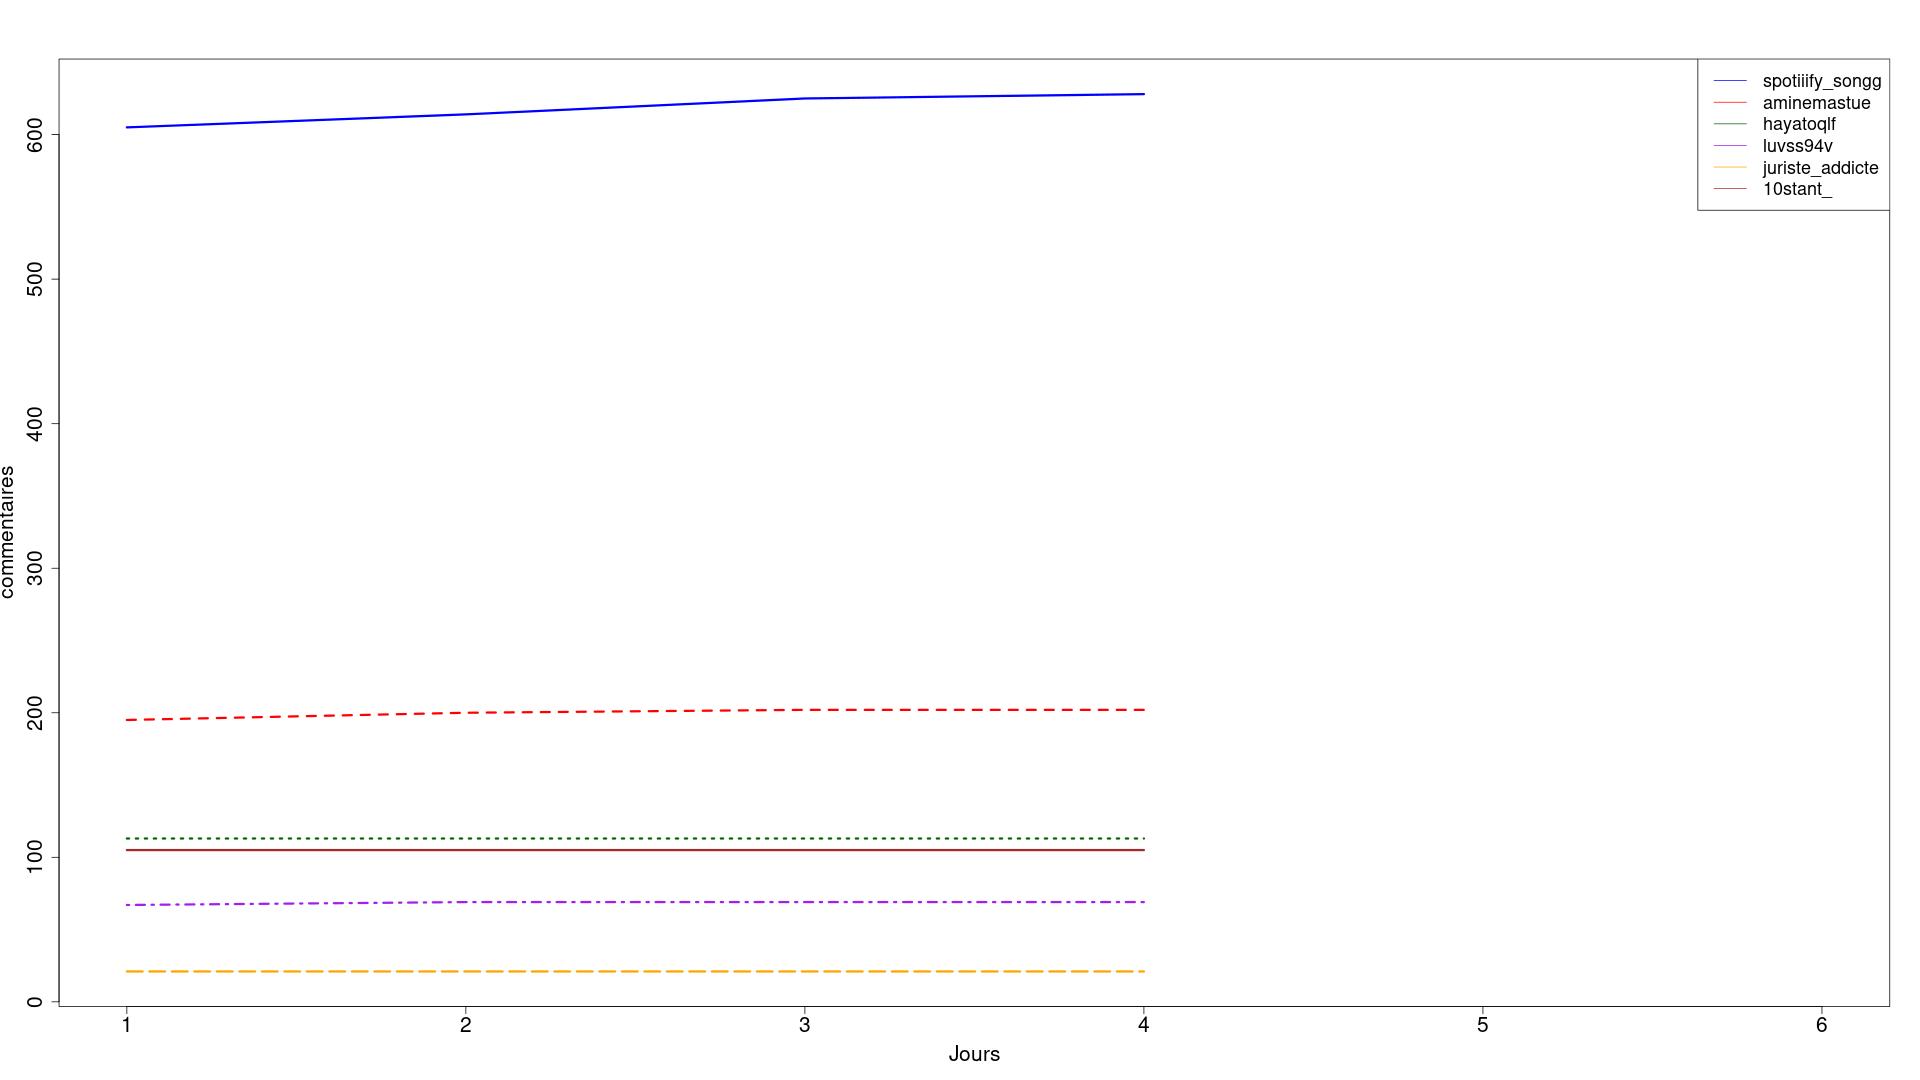 spotiiify_songg
aminemastue
hayatoqlf
luvss94v
juriste_addicte
10stant_
600
500
400
300
200
100
0
commentaires
1 2 3 4 5 6
Jours